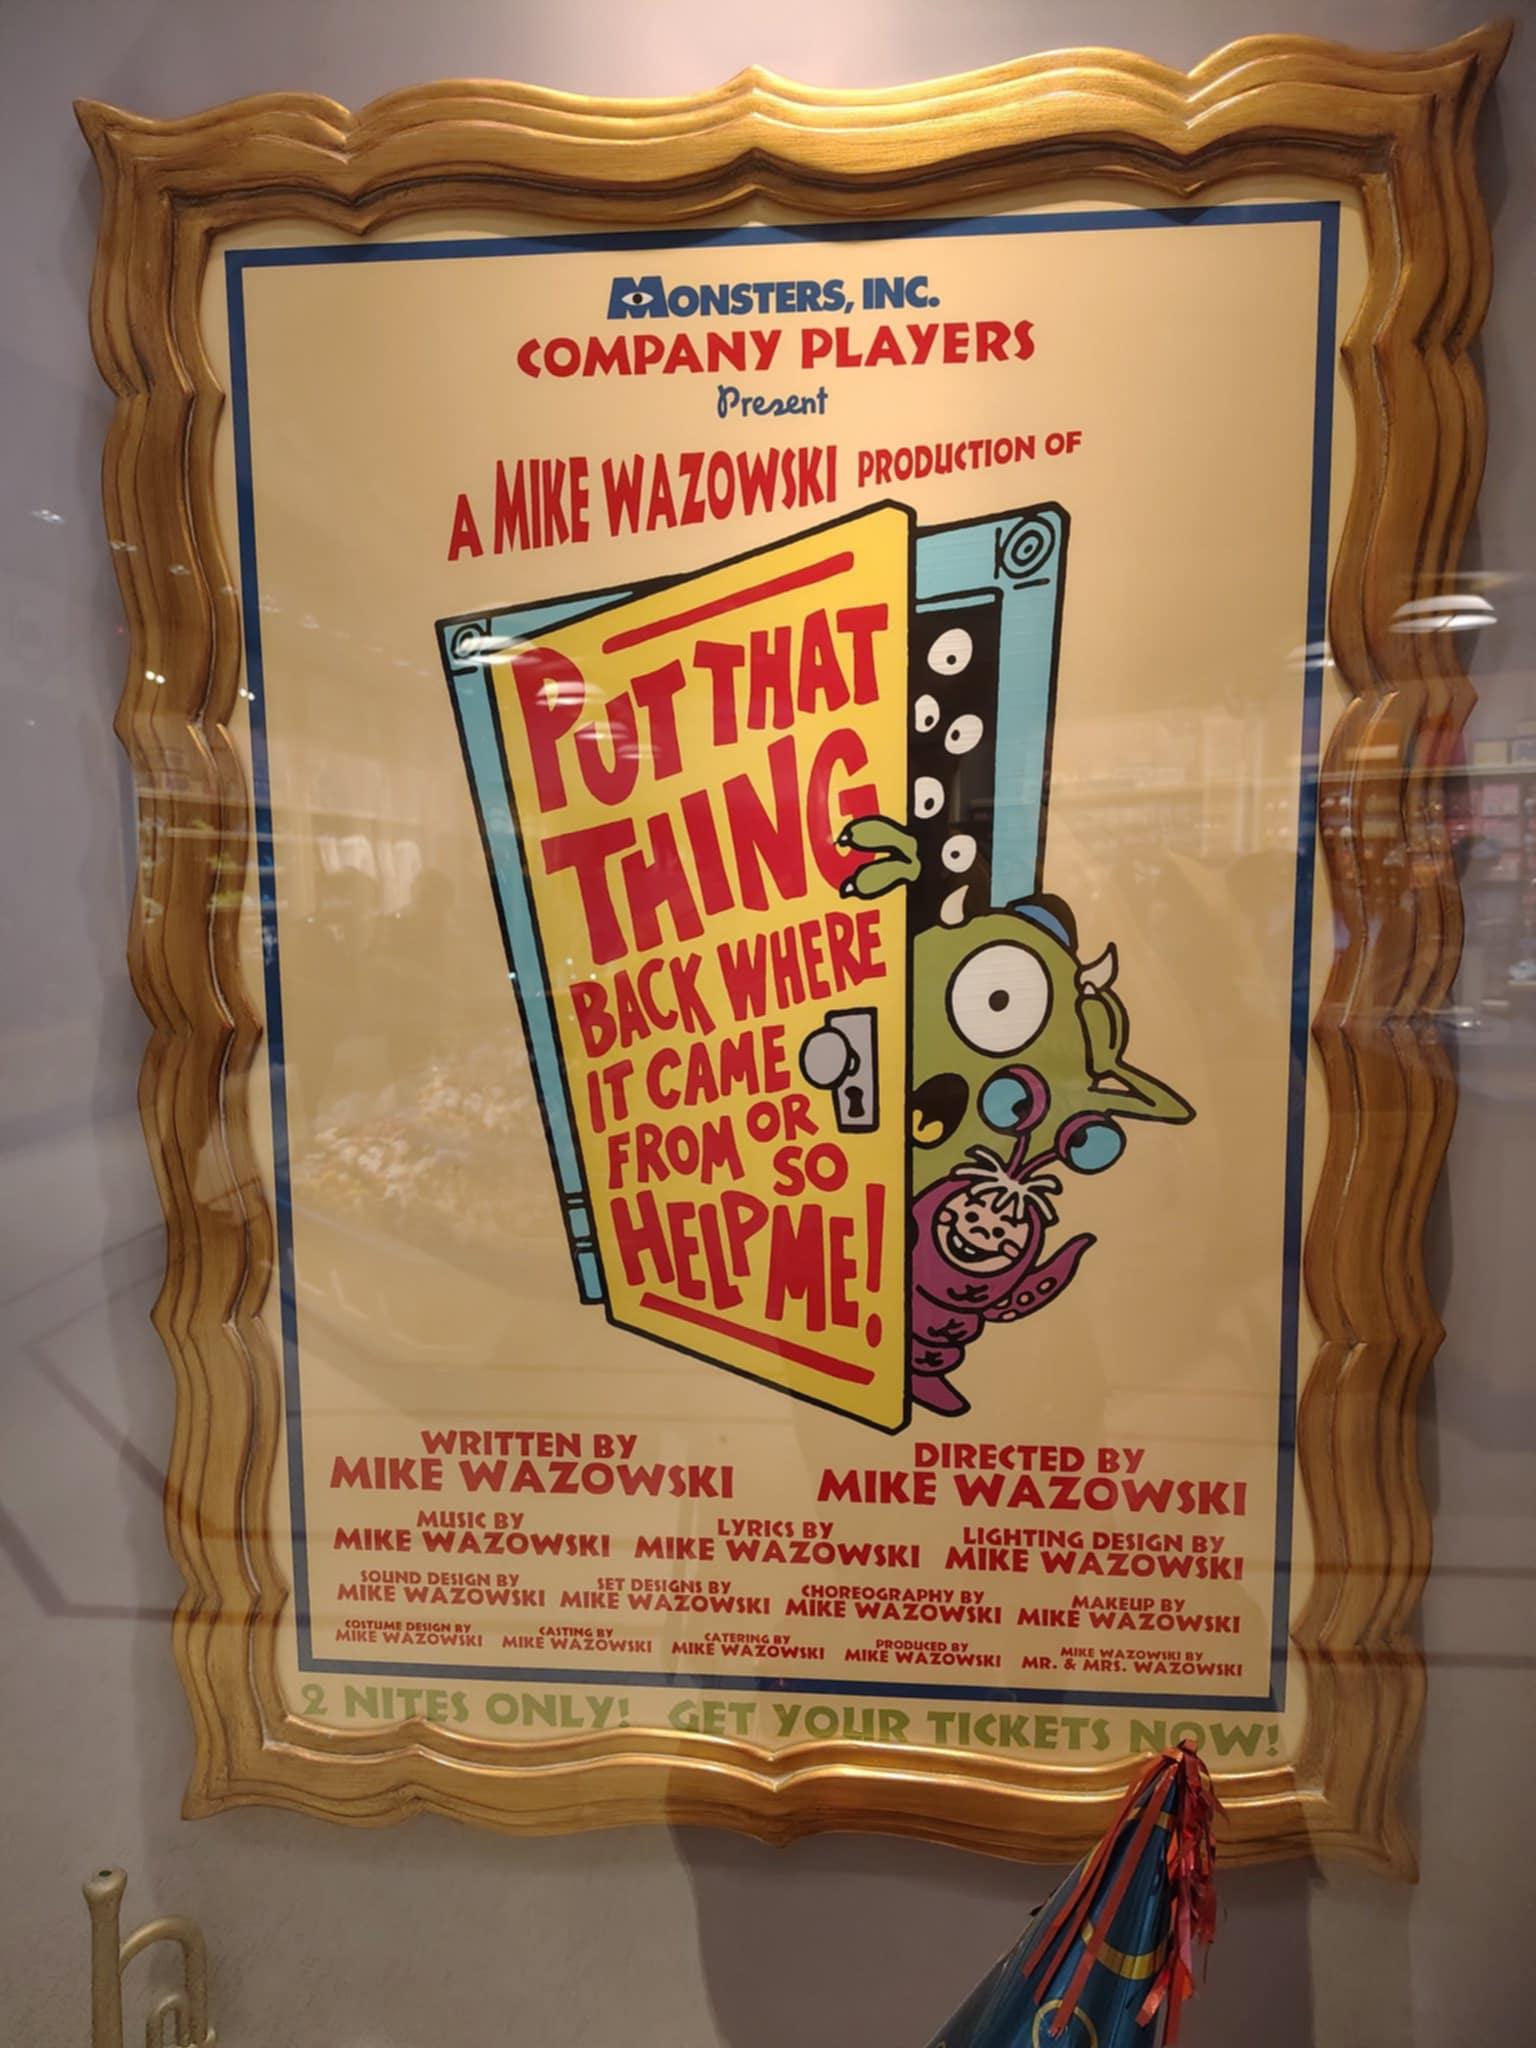 MONSTERS, INC.
COMPANY PLAYERS
Present
A MIKE WAZOWSKI PRODUCTION OF
PUT THAT
THING
BACK WHERE
IT CAME
FROM OR
SO
HELP ME!
WRITTEN BY
MIKE WAZOWSKI
DIRECTED BY
MIKE WAZOWSKI
MUSIC BY
MIKE WAZOWSKI
LYRICS BY
MIKE WAZOWSKI
LIGHTING DESIGN BY
MIKE WAZOWSKI
SOUND DESIGN BY
MIKE WAZOWSKI
SET DESIGNS BY
MIKE WAZOWSKI
CHOREOGRAPHY BY
MIKE WAZOWSKI
MAKEUP BY
MIKE WAZOWSKI
COSTUME DESIGN BY
MIKE WAZOWSKI
CASTING BY
MIKE WAZOWSKI
CATERING BY
MIKE WAZOWSKI
PRODUCED BY
MIKE WAZOWSKI
MIKE WAZOWSKI BY
MR. & MRS. WAZOWSKI
2 NITES ONLY! GET YOUR TICKETS NOW!